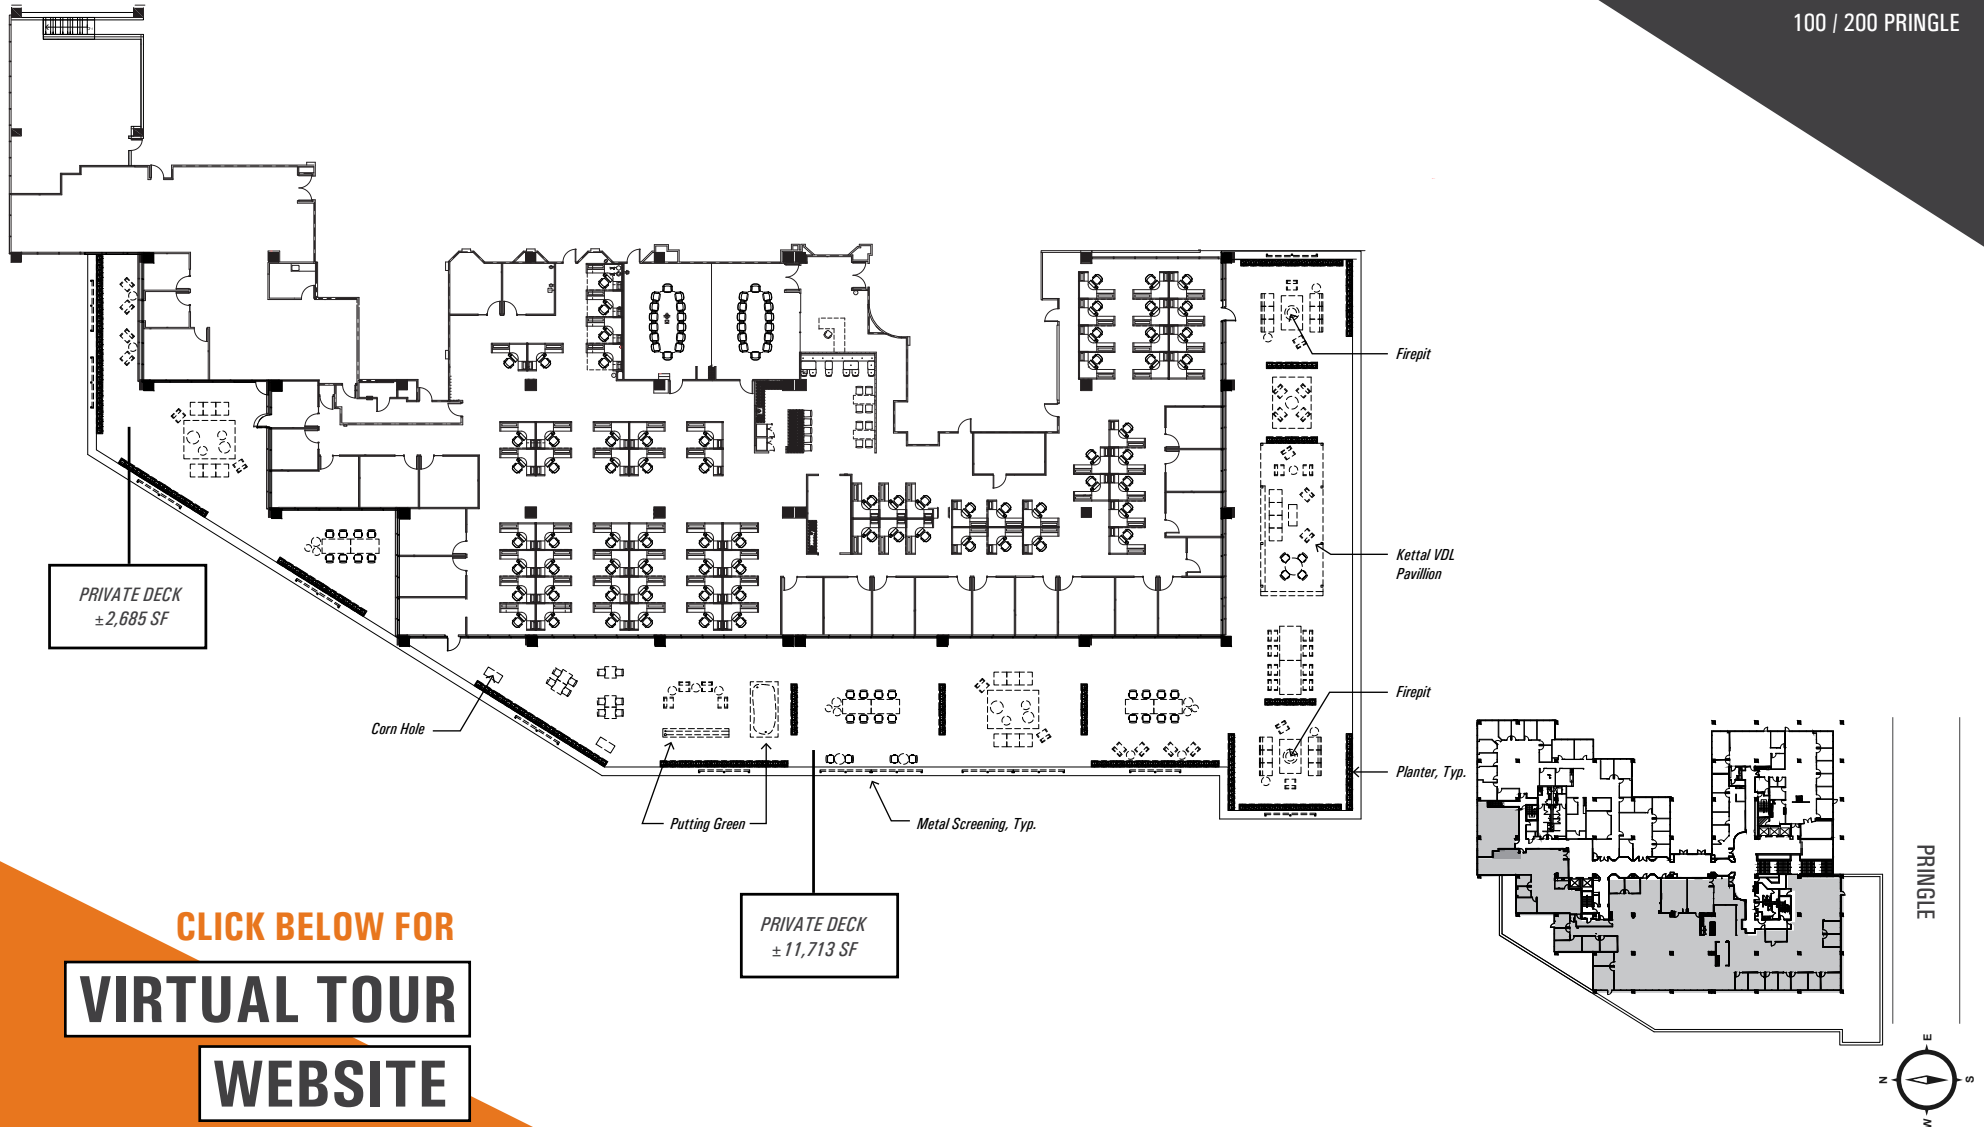 100 / 200 PRINGLE
Firepit
Kettal VDL
Pavillion
PRIVATE DECK
±2,685 SF
Firepit
Corn Hole
Planter, Typ.
Putting Green
Metal Screening, Typ.
PRINGLE
PRIVATE DECK
±11,713 SF
CLICK BELOW FOR
VIRTUAL TOUR
WEBSITE
E
N
S
W